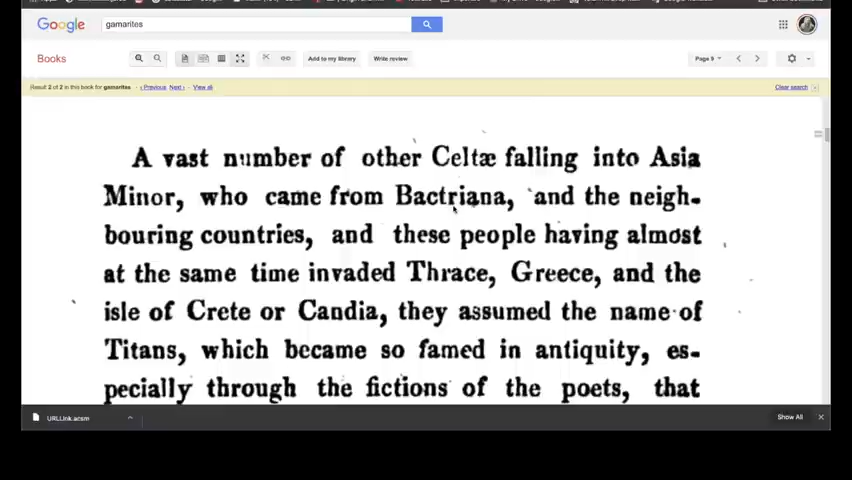 Google
gamarites
Books
Add to my library
Write review
Page 9
Result 2 of 2 in this book for gamarites
‹ Previous Next › View all
Clear search
A vast number of other Celtæ falling into Asia
Minor, who came from Bactriana, and the neigh-
bouring countries, and these people having almost
at the same time invaded Thrace, Greece, and the
isle of Crete or Candia, they assumed the name of
Titans, which became so famed in antiquity, es-
pecially through the fictions of the poets, that
URLLink.acsm
Show All